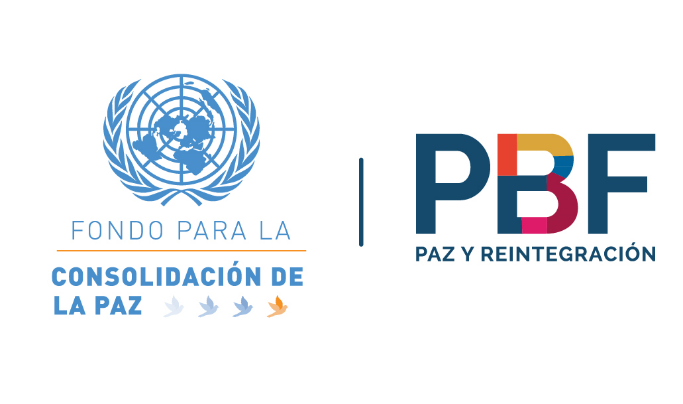 FONDO PARA LA
CONSOLIDACIÓN DE
LA PAZ
PBF
PAZ Y REINTEGRACIÓN